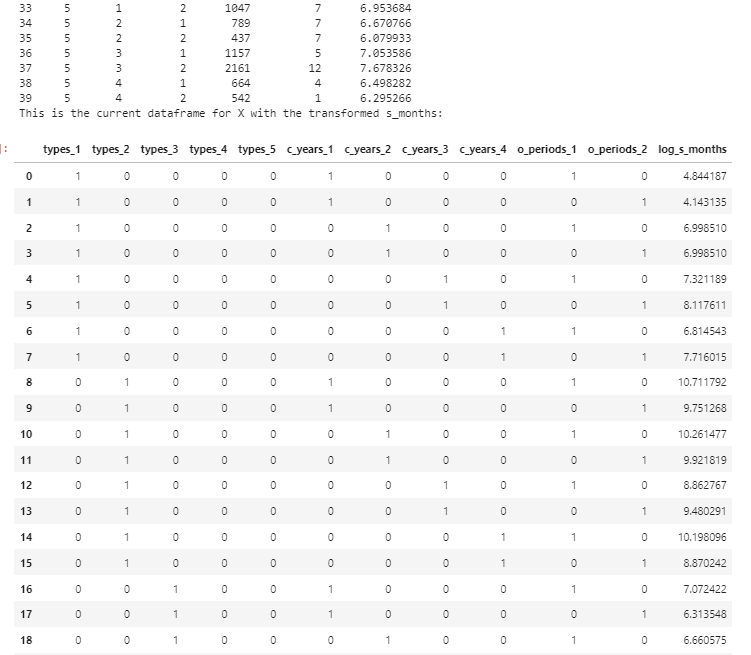 33 5 1 2 1047 7 6.953684
34 5 2 1 789 7 6.670766
35 5 2 2 437 7 6.079933
36 5 3 1 1157 5 7.053586
37 5 3 2 2161 12 7.678326
38 5 4 1 664 4 6.498282
39 5 4 2 542 1 6.295266
This is the current dataframe for X with the transformed s_months:
]:
types_1 types_2 types_3 types_4 types_5 c_years_1 c_years_2 c_years_3 c_years_4 o_periods_1 o_periods_2 log_s_months
0 1 0 0 0 0 1 0 0 0 1 0 4.844187
1 1 0 0 0 0 1 0 0 0 0 1 4.143135
2 1 0 0 0 0 0 1 0 0 1 0 6.998510
3 1 0 0 0 0 0 1 0 0 0 1 6.998510
4 1 0 0 0 0 0 0 1 0 1 0 7.321189
5 1 0 0 0 0 0 0 1 0 0 1 8.117611
6 1 0 0 0 0 0 0 0 1 1 0 6.814543
7 1 0 0 0 0 0 0 0 1 0 1 7.716015
8 0 1 0 0 0 1 0 0 0 1 0 10.711792
9 0 1 0 0 0 1 0 0 0 0 1 9.751268
10 0 1 0 0 0 0 1 0 0 1 0 10.261477
11 0 1 0 0 0 0 1 0 0 0 1 9.921819
12 0 1 0 0 0 0 0 1 0 1 0 8.862767
13 0 1 0 0 0 0 0 1 0 0 1 9.480291
14 0 1 0 0 0 0 0 0 1 1 0 10.198096
15 0 1 0 0 0 0 0 0 1 0 1 8.870242
16 0 0 1 0 0 1 0 0 0 1 0 7.072422
17 0 0 1 0 0 1 0 0 0 0 1 6.313548
18 0 0 1 0 0 0 1 0 0 1 0 6.660575